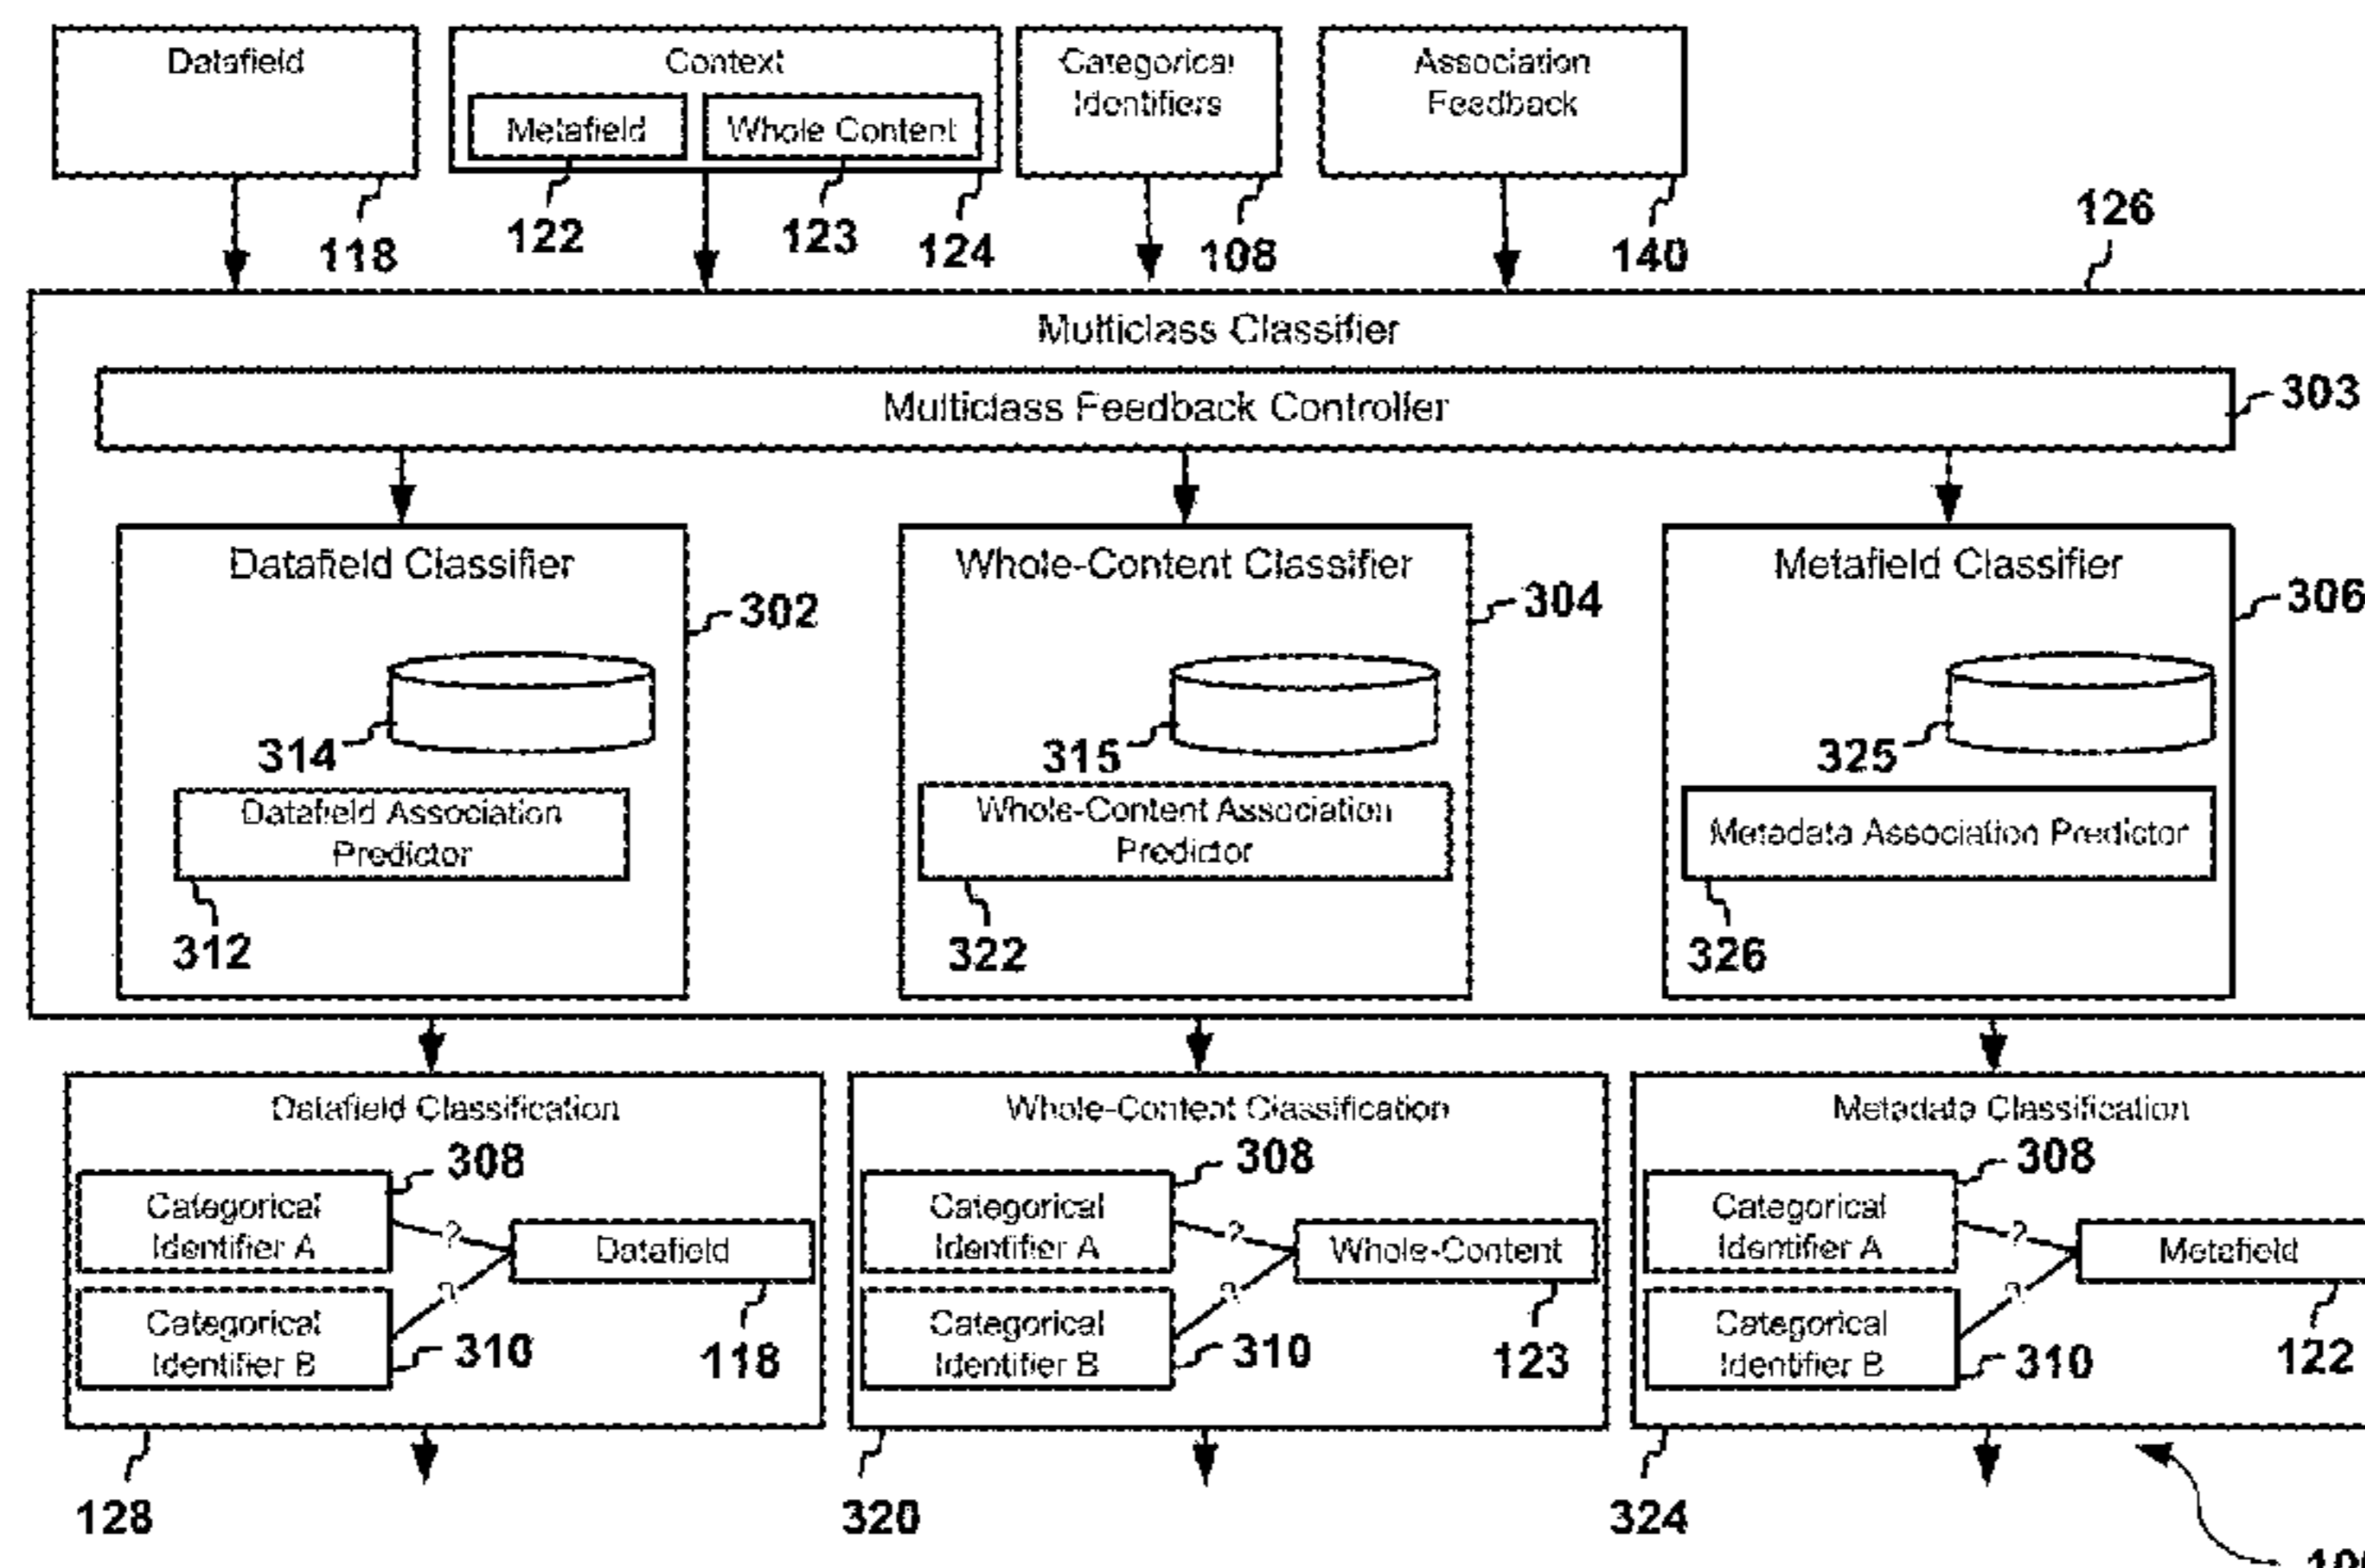 Datafield
Context
Categorical
Identifiers
Association
Feedback
Metafield
Whole Content
118
122
123
124
108
140
126
Multiclass Classifier
Multiclass Feedback Controller
303
Datafield Classifier
302
314
Datafield Association
Predictor
312
Whole-Content Classifier
304
315
Whole-Content Association
Predictor
322
Metafield Classifier
306
325
Metadada Association Predictor
326
Datafield Classification
308
Categorical
Identifier A
?
Datafield
?
Categorical
Identifier B
310
118
128
Whole-Content Classification
308
Categorical
Identifier A
?
Whole-Content
?
Categorical
Identifier B
310
123
320
Metadata Classification
308
Categorical
Identifier A
?
Metafield
?
Categorical
Identifier B
310
122
324